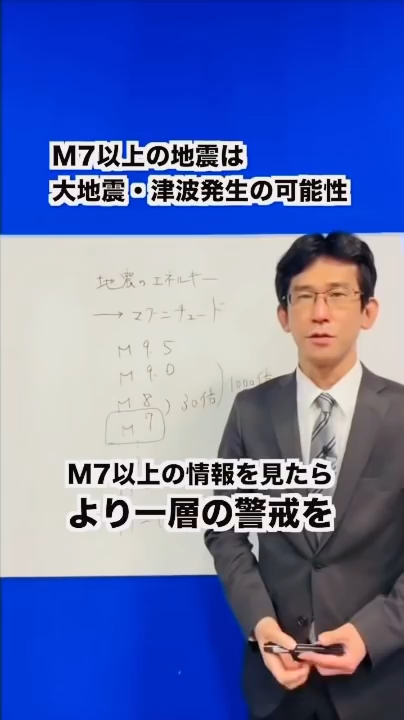 M7以上の地震は
大地震・津波発生の可能性
地震のエネルギー
→ マグニチュード
M 9.5
M 9.0
M 8
M 7
30倍
1000倍
M7以上の情報を見たら
より一層の警戒を